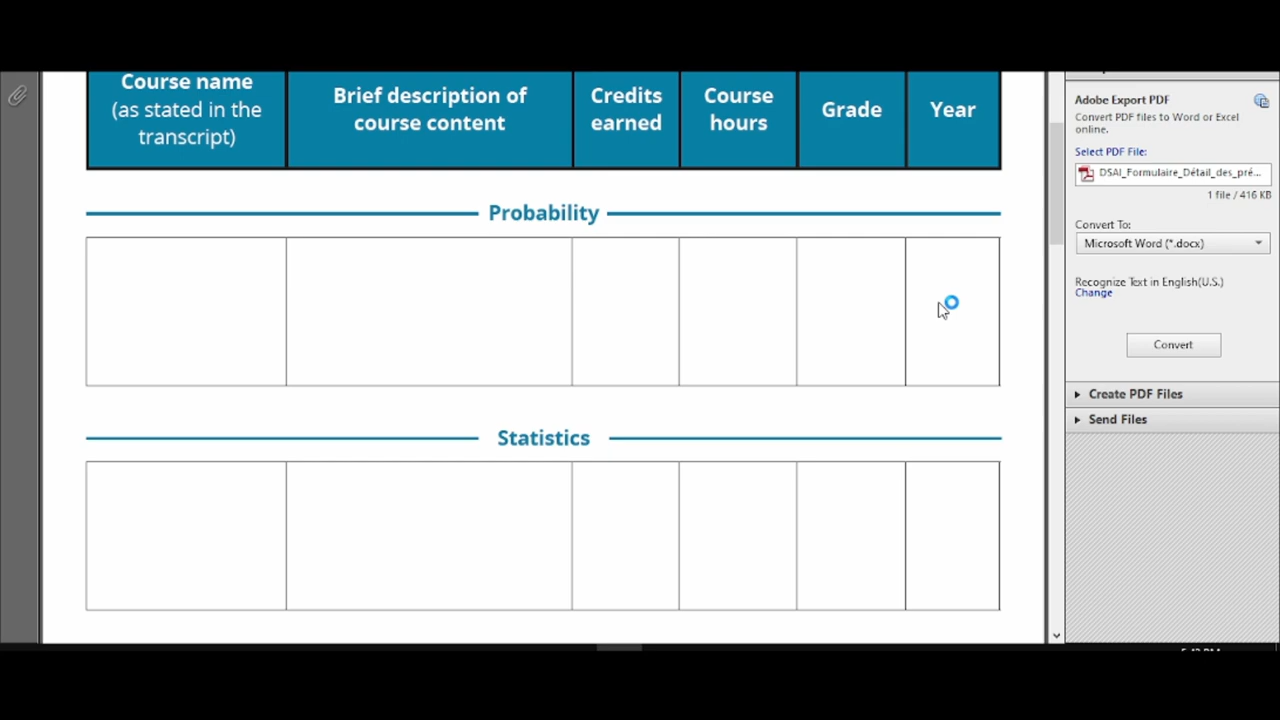 Course name
(as stated in the
transcript)
Brief description of
course content
Credits
earned
Course
hours
Grade
Year
Probability
Statistics
Adobe Export PDF
Convert PDF files to Word or Excel
online.
Select PDF File:
DSAI_Formulaire_Détail_des_pré...
1 file / 416 KB
Convert To:
Microsoft Word (*.docx)
Recognize Text in English(U.S.)
Change
Convert
Create PDF Files
Send Files